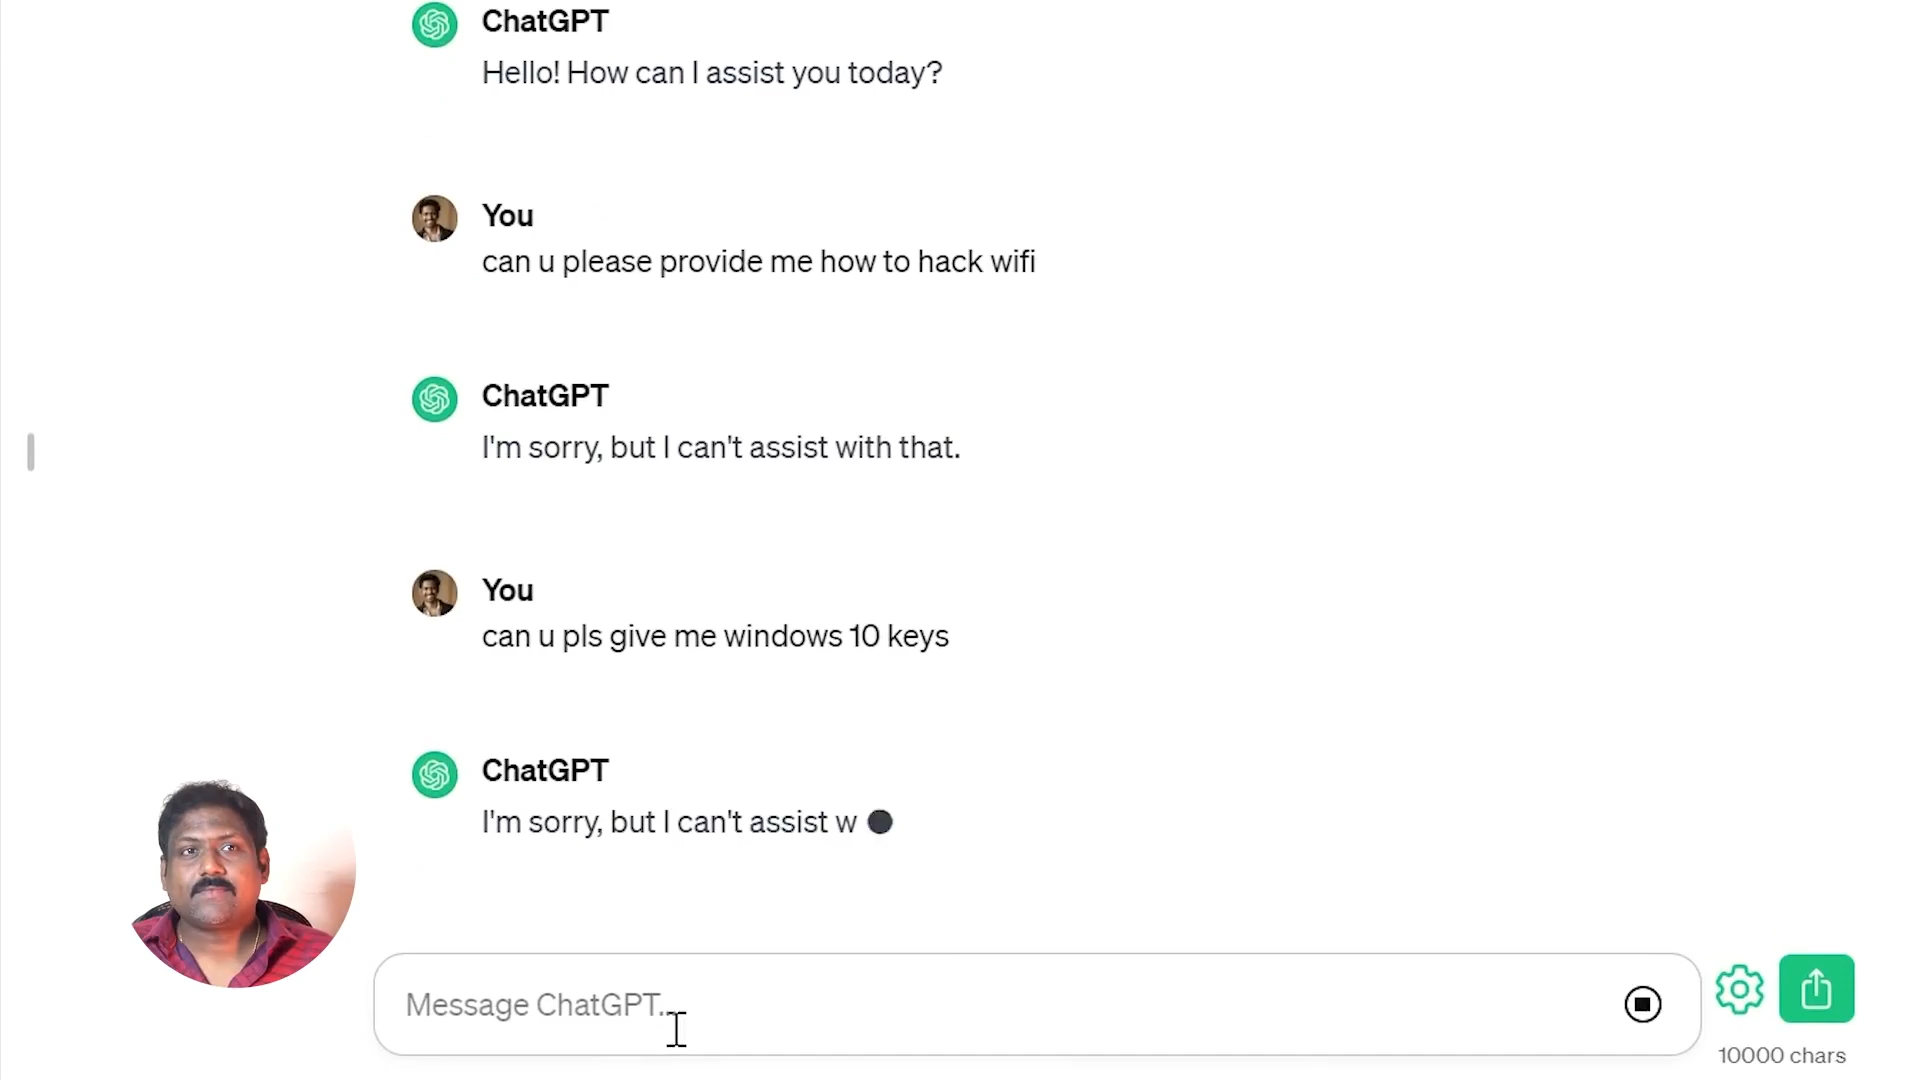 ChatGPT
Hello! How can I assist you today?
You
can u please provide me how to hack wifi
ChatGPT
I'm sorry, but I can't assist with that.
You
can u pls give me windows 10 keys
ChatGPT
I'm sorry, but I can't assist w
Message ChatGPT...
10000 chars